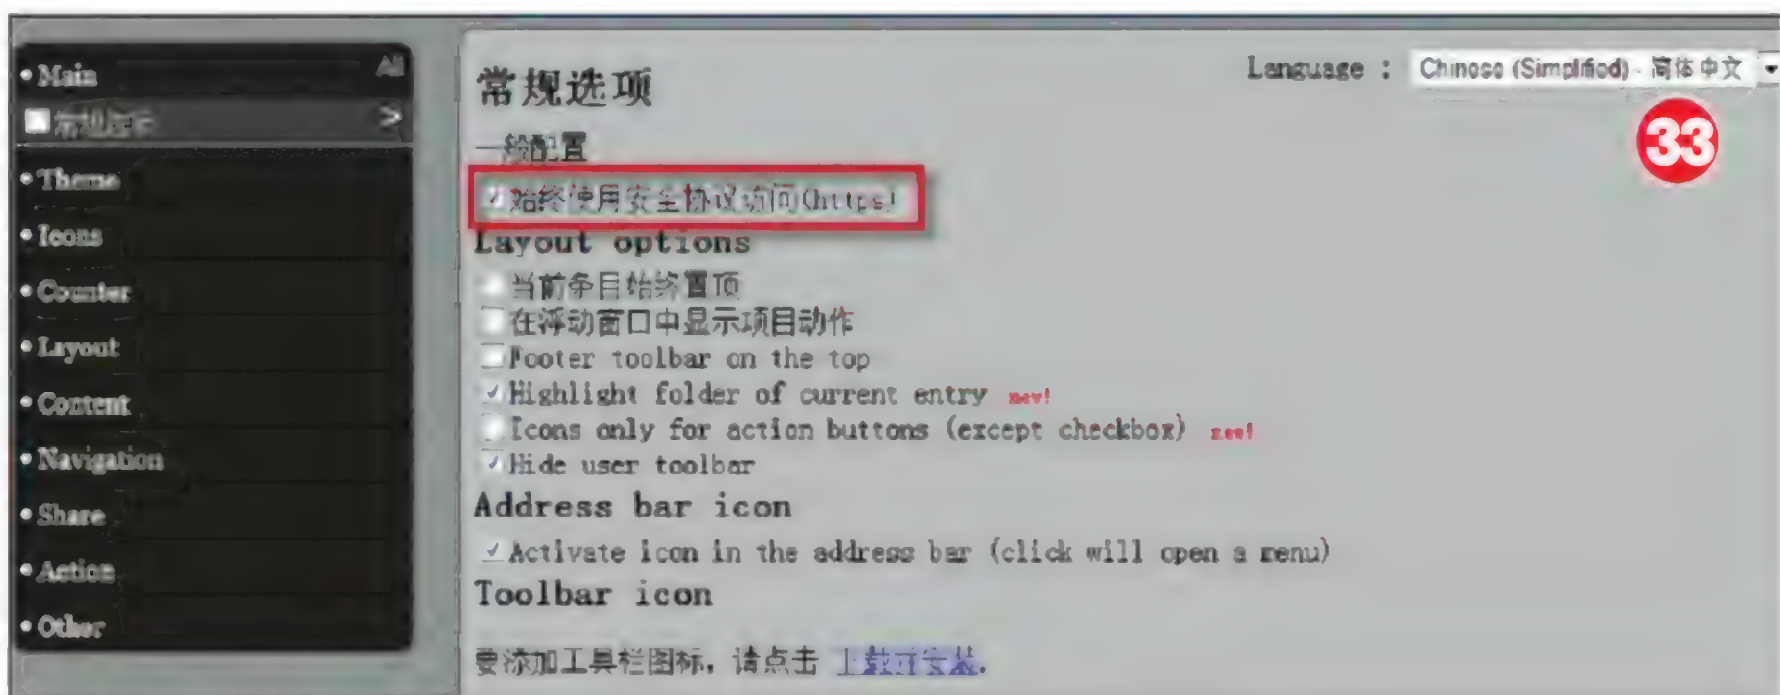 Main
All
常规选项
>
Theme
Icons
Counter
Layout
Content
Navigation
Share
Action
Other
常规选项
Language : Chinese (Simplified) - 简体中文
33
一般配置
始终使用安全协议访问(https)
Layout options
当前条目始终置顶
在浮动窗口中显示项目动作
Footer toolbar on the top
Highlight folder of current entry new!
Icons only for action buttons (except checkbox) new!
Hide user toolbar
Address bar icon
Activate icon in the address bar (click will open a menu)
Toolbar icon
要添加工具栏图标，请点击 下载并安装.